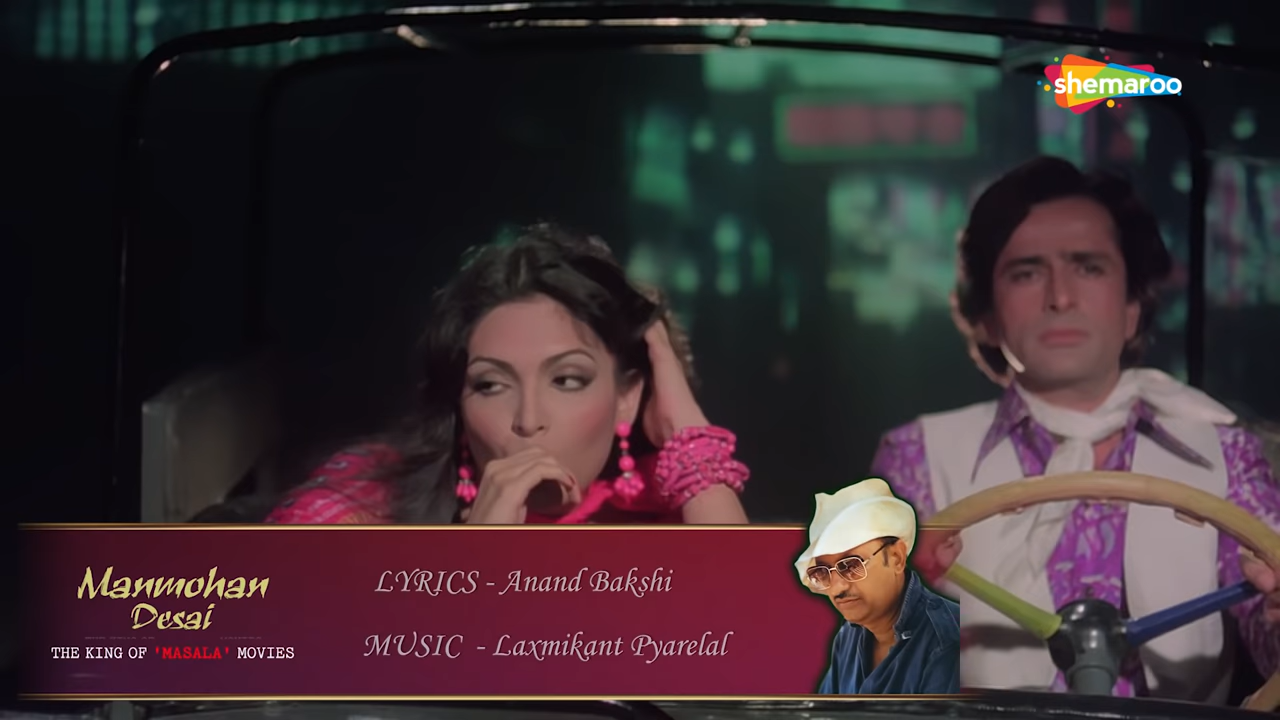 shemaroo
Manmohan
Desai
THE KING OF 'MASALA' MOVIES
LYRICS - Anand Bakshi
MUSIC - Laxmikant Pyarelal